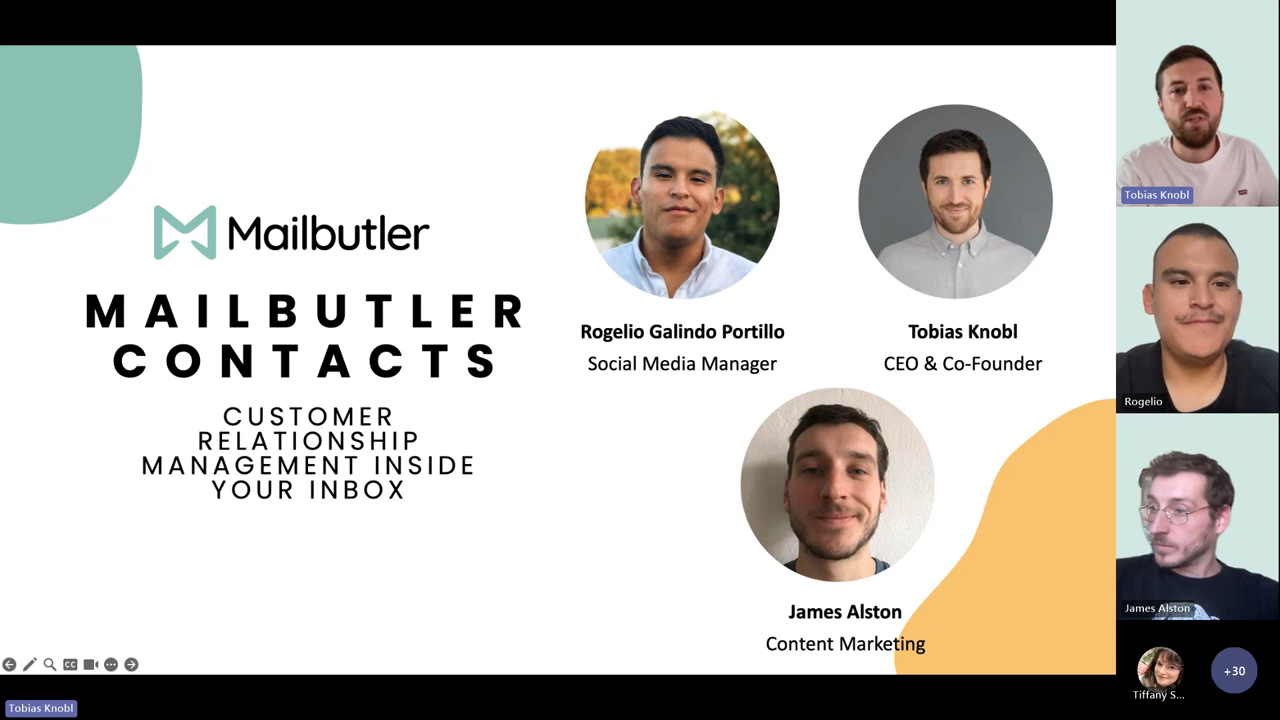 Mailbutler
MAILBUTLER
CONTACTS
CUSTOMER
RELATIONSHIP
MANAGEMENT INSIDE
YOUR INBOX
Rogelio Galindo Portillo
Social Media Manager
Tobias Knobl
CEO & Co-Founder
James Alston
Content Marketing
CC
Tobias Knobl
Tobias Knobl
Rogelio
James Alston
Tiffany S...
+30